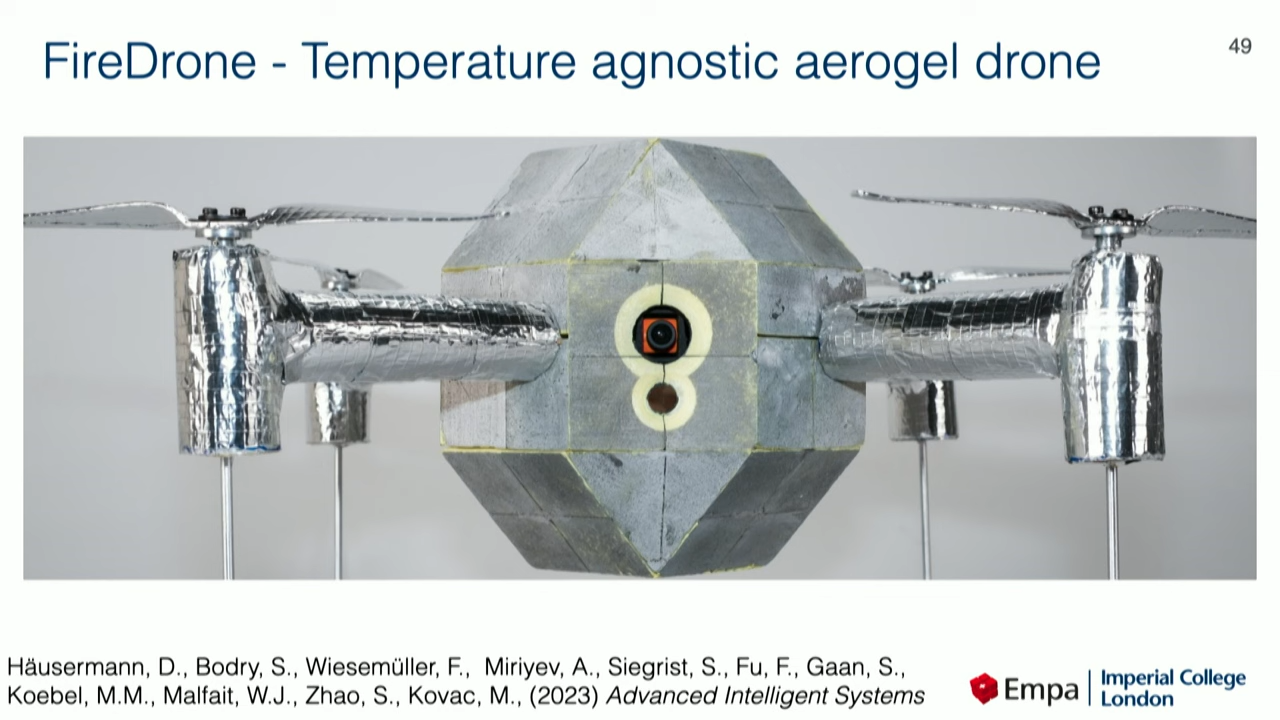 FireDrone - Temperature agnostic aerogel drone
49
Häusermann, D., Bodry, S., Wiesemüller, F., Miriyev, A., Siegrist, S., Fu, F., Gaan, S.,
Koebel, M.M., Malfait, W.J., Zhao, S., Kovac, M., (2023) Advanced Intelligent Systems
Empa
Imperial College
London